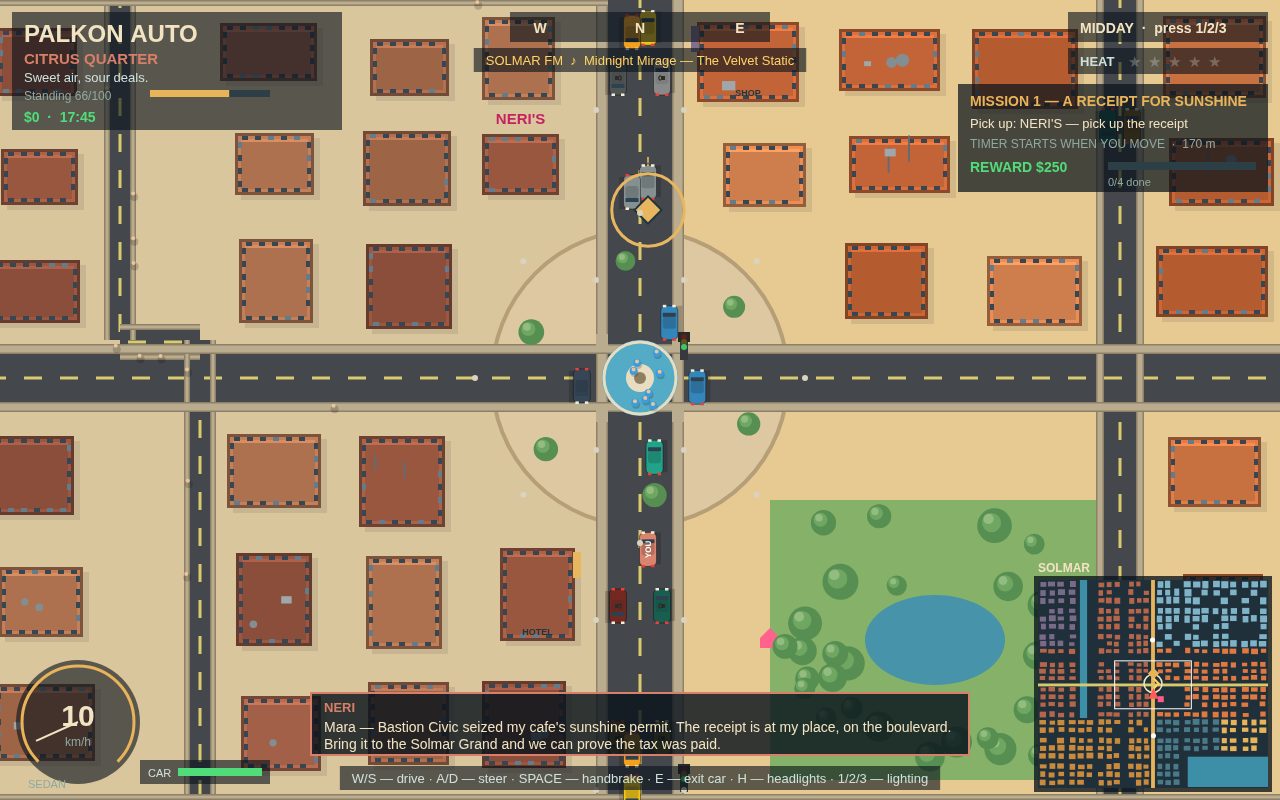 PALKON AUTO
CITRUS QUARTER
Sweet air, sour deals.
Standing 66/100
$0 · 17:45
W N E
SOLMAR FM ♪ Midnight Mirage — The Velvet Static
MIDDAY · press 1/2/3
HEAT ★ ★ ★ ★ ★
MISSION 1 — A RECEIPT FOR SUNSHINE
Pick up: NERI'S — pick up the receipt
TIMER STARTS WHEN YOU MOVE · 170 m
REWARD $250
0/4 done
SHOP
NERI'S
YOU
HOTEL
SOLMAR
10
km/h
SEDAN
CAR
NERI
Mara — Bastion Civic seized my cafe's sunshine permit. The receipt is at my place, on the boulevard.
Bring it to the Solmar Grand and we can prove the tax was paid.
W/S — drive · A/D — steer · SPACE — handbrake · E — exit car · H — headlights · 1/2/3 — lighting